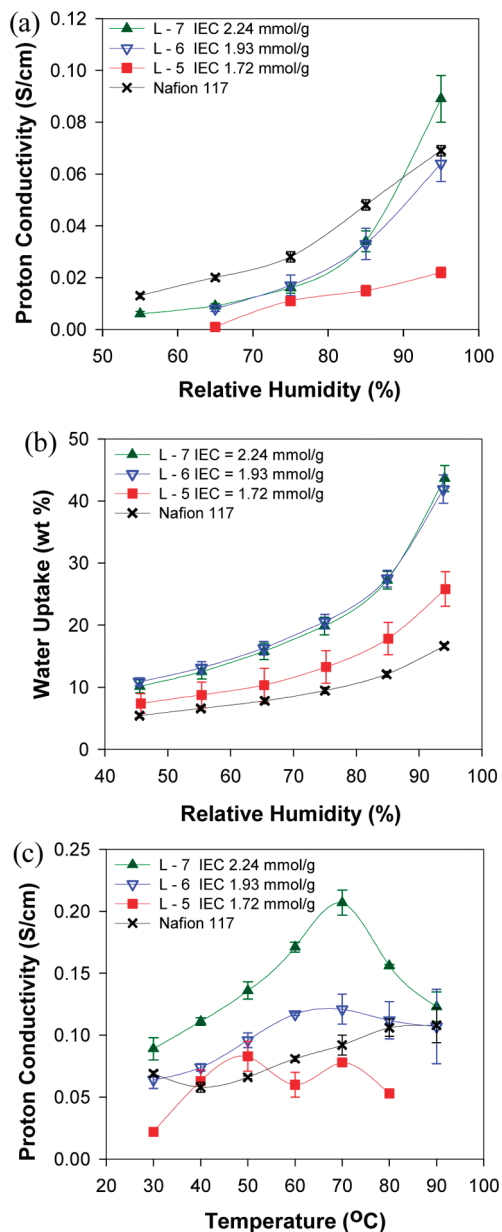 (a)
0.12
0.10
0.08
0.06
0.04
0.02
0.00
Proton Conductivity (S/cm)
L - 7 IEC 2.24 mmol/g
L - 6 IEC 1.93 mmol/g
L - 5 IEC 1.72 mmol/g
Nafion 117
50 60 70 80 90 100
Relative Humidity (%)
(b)
50
40
30
20
10
0
Water Uptake (wt %)
L - 7 IEC = 2.24 mmol/g
L - 6 IEC = 1.93 mmol/g
L - 5 IEC = 1.72 mmol/g
Nafion 117
40 50 60 70 80 90 100
Relative Humidity (%)
(c)
0.25
0.20
0.15
0.10
0.05
0.00
Proton Conductivity (S/cm)
L - 7 IEC 2.24 mmol/g
L - 6 IEC 1.93 mmol/g
L - 5 IEC 1.72 mmol/g
Nafion 117
20 30 40 50 60 70 80 90 100
Temperature (ºC)